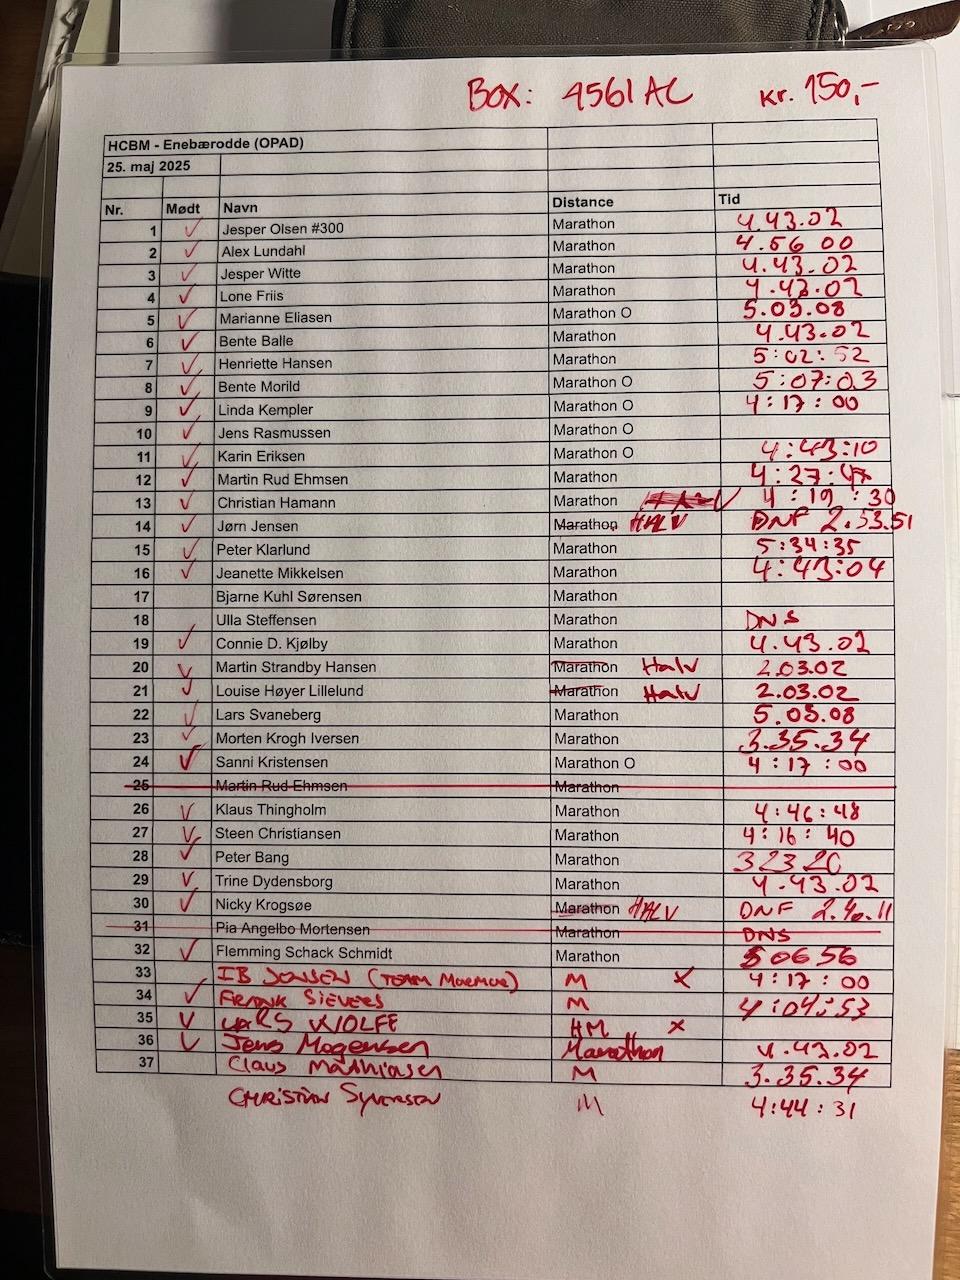 Box: 4561 AC Kr. 150,-
HCBM - Enebærodde (OPAD)
25. maj 2025
Nr. Mødt Navn Distance Tid
1 ✓ Jesper Olsen #300 Marathon 4.43.02
2 ✓ Alex Lundahl Marathon 4.56 00
3 ✓ Jesper Witte Marathon 4.43.02
4 ✓ Lone Friis Marathon 4.43.02
5 ✓ Marianne Eliasen Marathon O 5.03.08
6 ✓ Bente Balle Marathon 4.43.02
7 ✓ Henriette Hansen Marathon 5:02:52
8 ✓ Bente Morild Marathon O 5:07:03
9 ✓ Linda Kempler Marathon O 4:17:00
10 Jens Rasmussen Marathon O
11 ✓ Karin Eriksen Marathon O 4:43:10
12 ✓ Martin Rud Ehmsen Marathon 4:27:47
13 ✓ Christian Hamann Marathon 4:19:30
14 ✓ Jørn Jensen Marathon HALV DNF 2.53.51
15 ✓ Peter Klarlund Marathon 5:34:35
16 ✓ Jeanette Mikkelsen Marathon 4:43:04
17 Bjarne Kuhl Sørensen Marathon
18 Ulla Steffensen Marathon DNS
19 ✓ Connie D. Kjølby Marathon 4.43.02
20 ✓ Martin Strandby Hansen Marathon Halv 2.03.02
21 ✓ Louise Høyer Lillelund Marathon Halv 2.03.02
22 ✓ Lars Svaneberg Marathon 5.03.08
23 ✓ Morten Krogh Iversen Marathon 3.35.34
24 ✓ Sanni Kristensen Marathon O 4:17:00
25 Martin Rud Ehmsen Marathon
26 ✓ Klaus Thingholm Marathon 4:46:48
27 ✓ Steen Christiansen Marathon 4:16:40
28 ✓ Peter Bang Marathon 3 23 20
29 ✓ Trine Dydensborg Marathon 4.43.02
30 ✓ Nicky Krogsøe Marathon HALV DNF 2.40.11
31 Pia Angelbo Mortensen Marathon DNS
32 ✓ Flemming Schack Schmidt Marathon 5 06 56
33 IB JENSEN (TEAM MORMOR) M x 4:17:00
34 ✓ FRANK SIEVERS M 4:04:53
35 ✓ LARS WOLFE HM x
36 ✓ Jens Mogensen Marathon 4.43.02
37 Claus Mathiasen M 3.35.34
CHRISTIAN SYVERSEN M 4:44:31